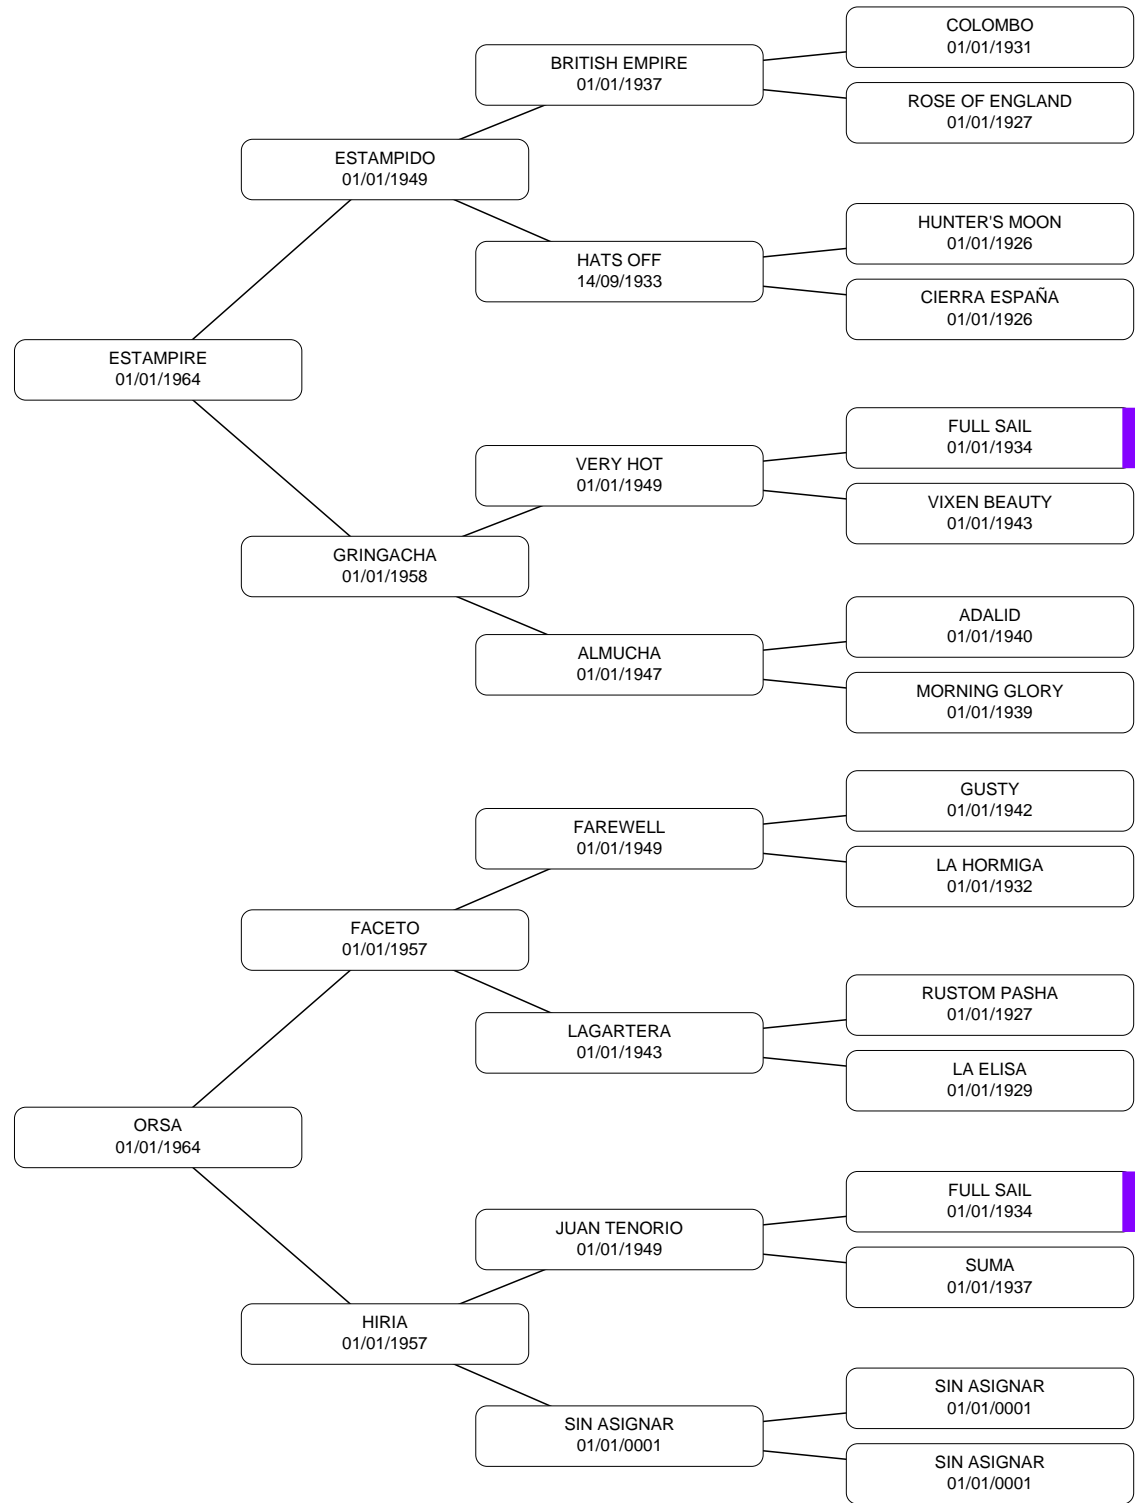 COLOMBO
01/01/1931
BRITISH EMPIRE
01/01/1937
ROSE OF ENGLAND
01/01/1927
ESTAMPIDO
01/01/1949
HUNTER'S MOON
01/01/1926
HATS OFF
14/09/1933
CIERRA ESPAÑA
01/01/1926
ESTAMPIRE
01/01/1964
FULL SAIL
01/01/1934
VERY HOT
01/01/1949
VIXEN BEAUTY
01/01/1943
GRINGACHA
01/01/1958
ADALID
01/01/1940
ALMUCHA
01/01/1947
MORNING GLORY
01/01/1939
GUSTY
01/01/1942
FAREWELL
01/01/1949
LA HORMIGA
01/01/1932
FACETO
01/01/1957
RUSTOM PASHA
01/01/1927
LAGARTERA
01/01/1943
LA ELISA
01/01/1929
ORSA
01/01/1964
FULL SAIL
01/01/1934
JUAN TENORIO
01/01/1949
SUMA
01/01/1937
HIRIA
01/01/1957
SIN ASIGNAR
01/01/0001
SIN ASIGNAR
01/01/0001
SIN ASIGNAR
01/01/0001